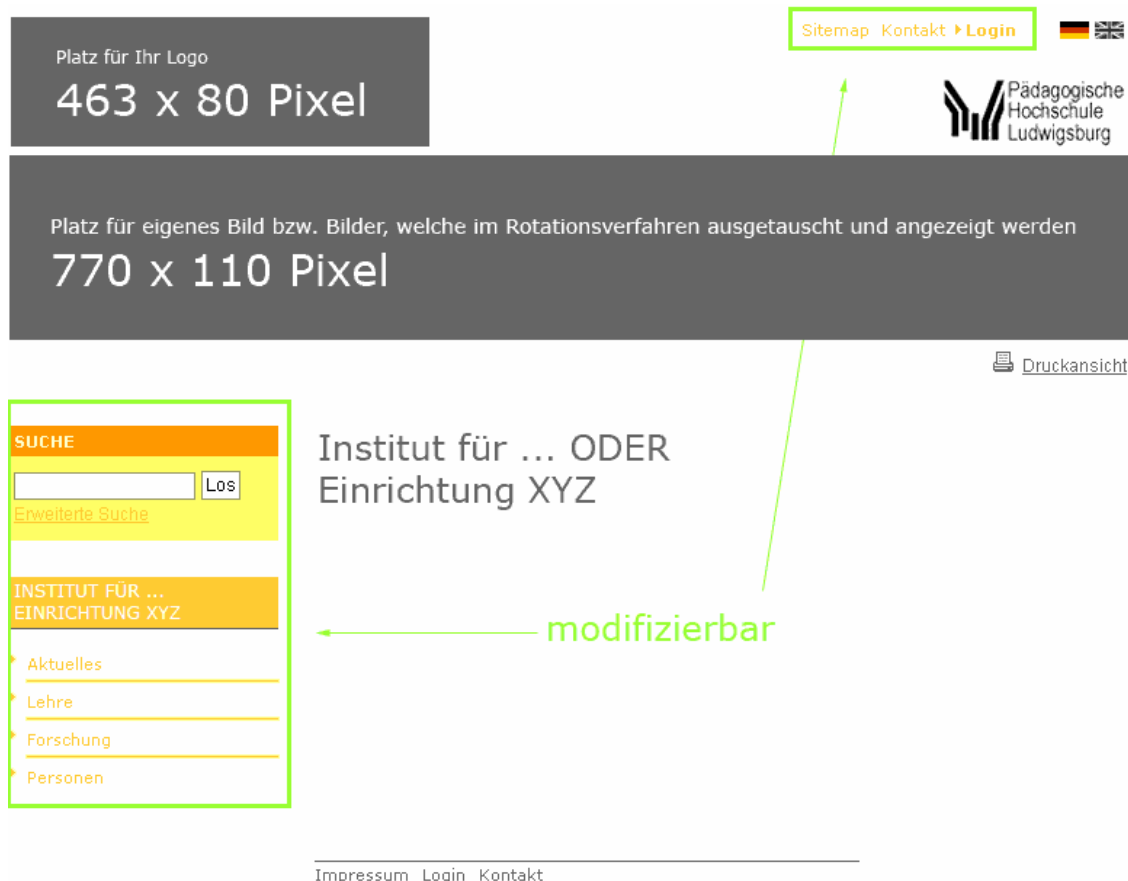 Sitemap Kontakt Login
Platz für Ihr Logo
463 x 80 Pixel
Pädagogische
Hochschule
Ludwigsburg
Platz für eigenes Bild bzw. Bilder, welche im Rotationsverfahren ausgetauscht und angezeigt werden
770 x 110 Pixel
Druckansicht
SUCHE
Los
Erweiterte Suche
INSTITUT FÜR ...
EINRICHTUNG XYZ
Aktuelles
Lehre
Forschung
Personen
Institut für ... ODER
Einrichtung XYZ
modifizierbar
Impressum Login Kontakt